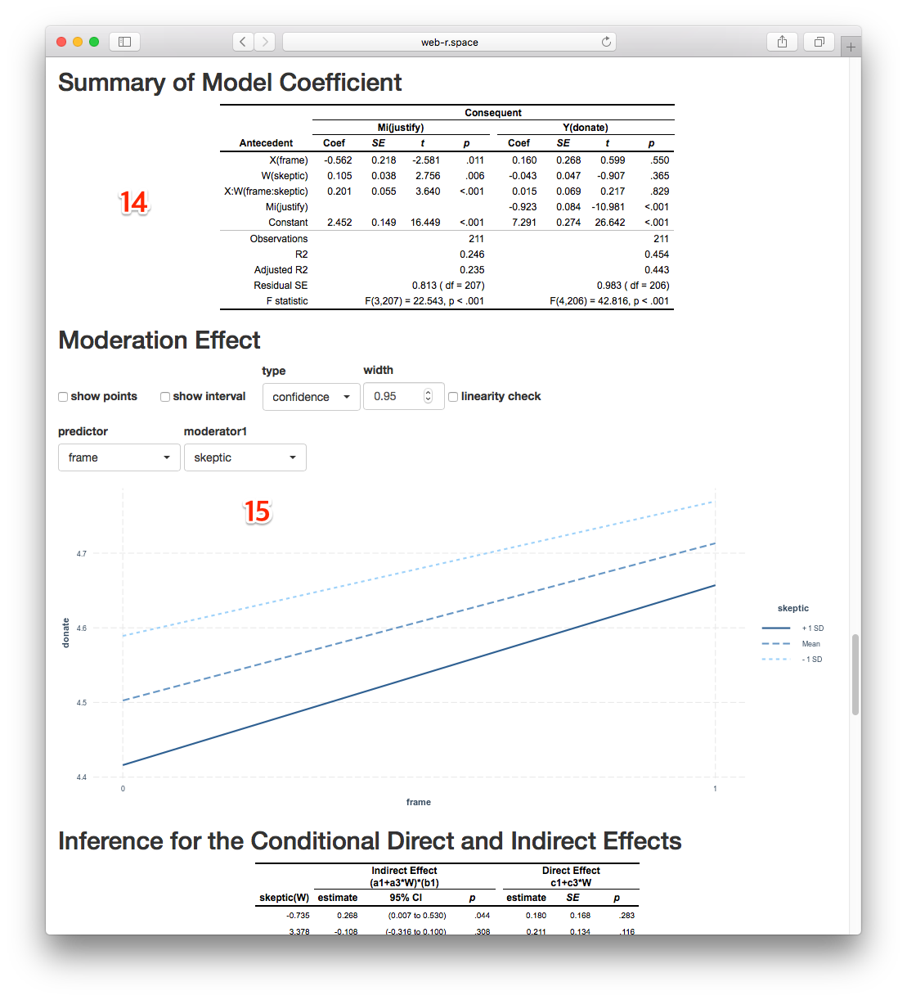 web-r.space
Summary of Model Coefficient
Consequent
Mi(justify) Y(donate)
Antecedent Coef SE t p Coef SE t p
X(frame) -0.562 0.218 -2.581 .011 0.160 0.268 0.599 .550
W(skeptic) 0.105 0.038 2.756 .006 -0.043 0.047 -0.907 .365
X:W(frame:skeptic) 0.201 0.055 3.640 <.001 0.015 0.069 0.217 .829
Mi(justify) -0.923 0.084 -10.981 <.001
Constant 2.452 0.149 16.449 <.001 7.291 0.274 26.642 <.001
Observations 211 211
R2 0.246 0.454
Adjusted R2 0.235 0.443
Residual SE 0.813 ( df = 207) 0.983 ( df = 206)
F statistic F(3,207) = 22.543, p < .001 F(4,206) = 42.816, p < .001
14
Moderation Effect
type width
show points show interval confidence 0.95 linearity check
predictor moderator1
frame skeptic
15
4.7
4.6
4.5
4.4
donate
0 1
frame
skeptic
+ 1 SD
Mean
- 1 SD
Inference for the Conditional Direct and Indirect Effects
Indirect Effect Direct Effect
(a1+a3*W)*(b1) c1+c3*W
skeptic(W) estimate 95% CI p estimate SE p
-0.735 0.268 (0.007 to 0.530) .044 0.180 0.168 .283
3.378 -0.108 (-0.316 to 0.100) .308 0.211 0.134 .116